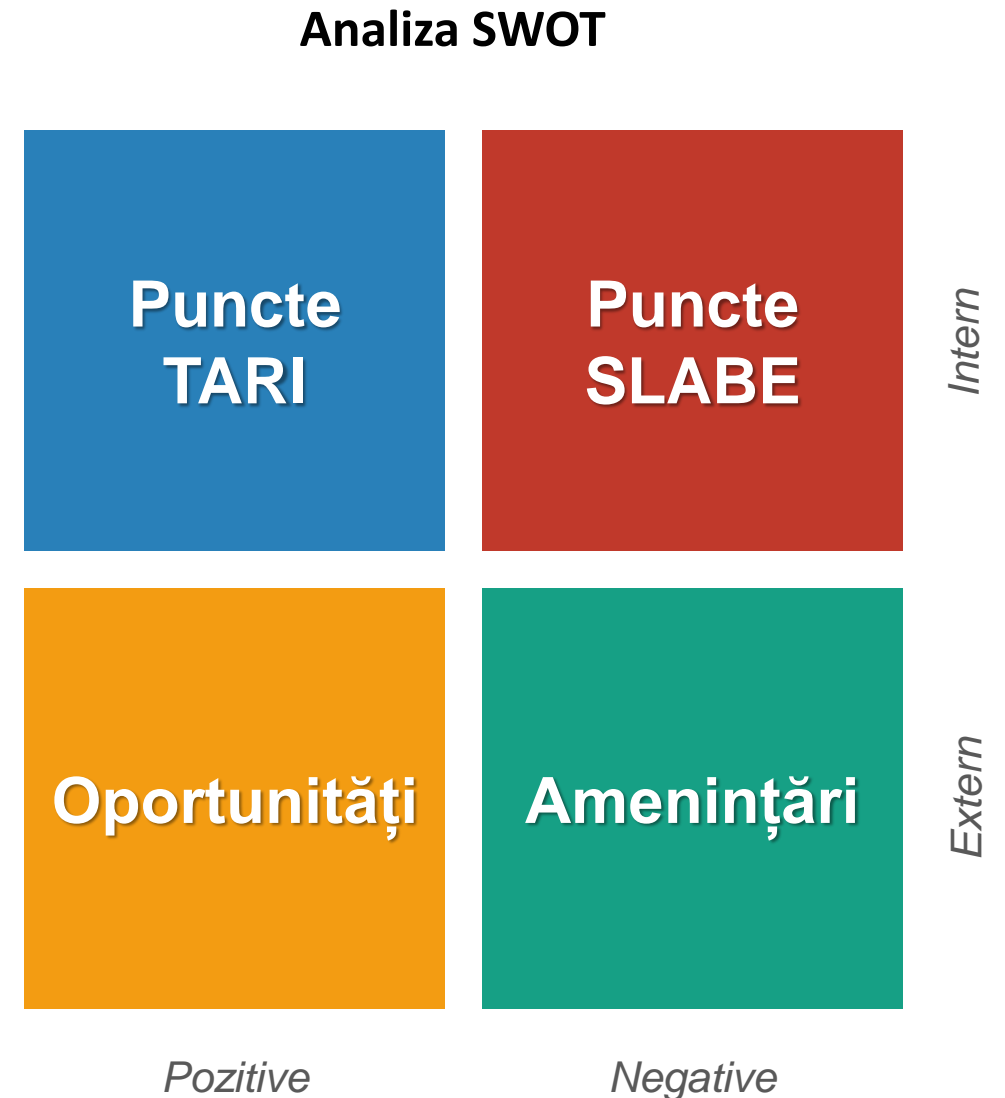 Analiza SWOT
Puncte
TARI
Puncte
SLABE
Intern
Oportunități
Amenințări
Extern
Pozitive
Negative